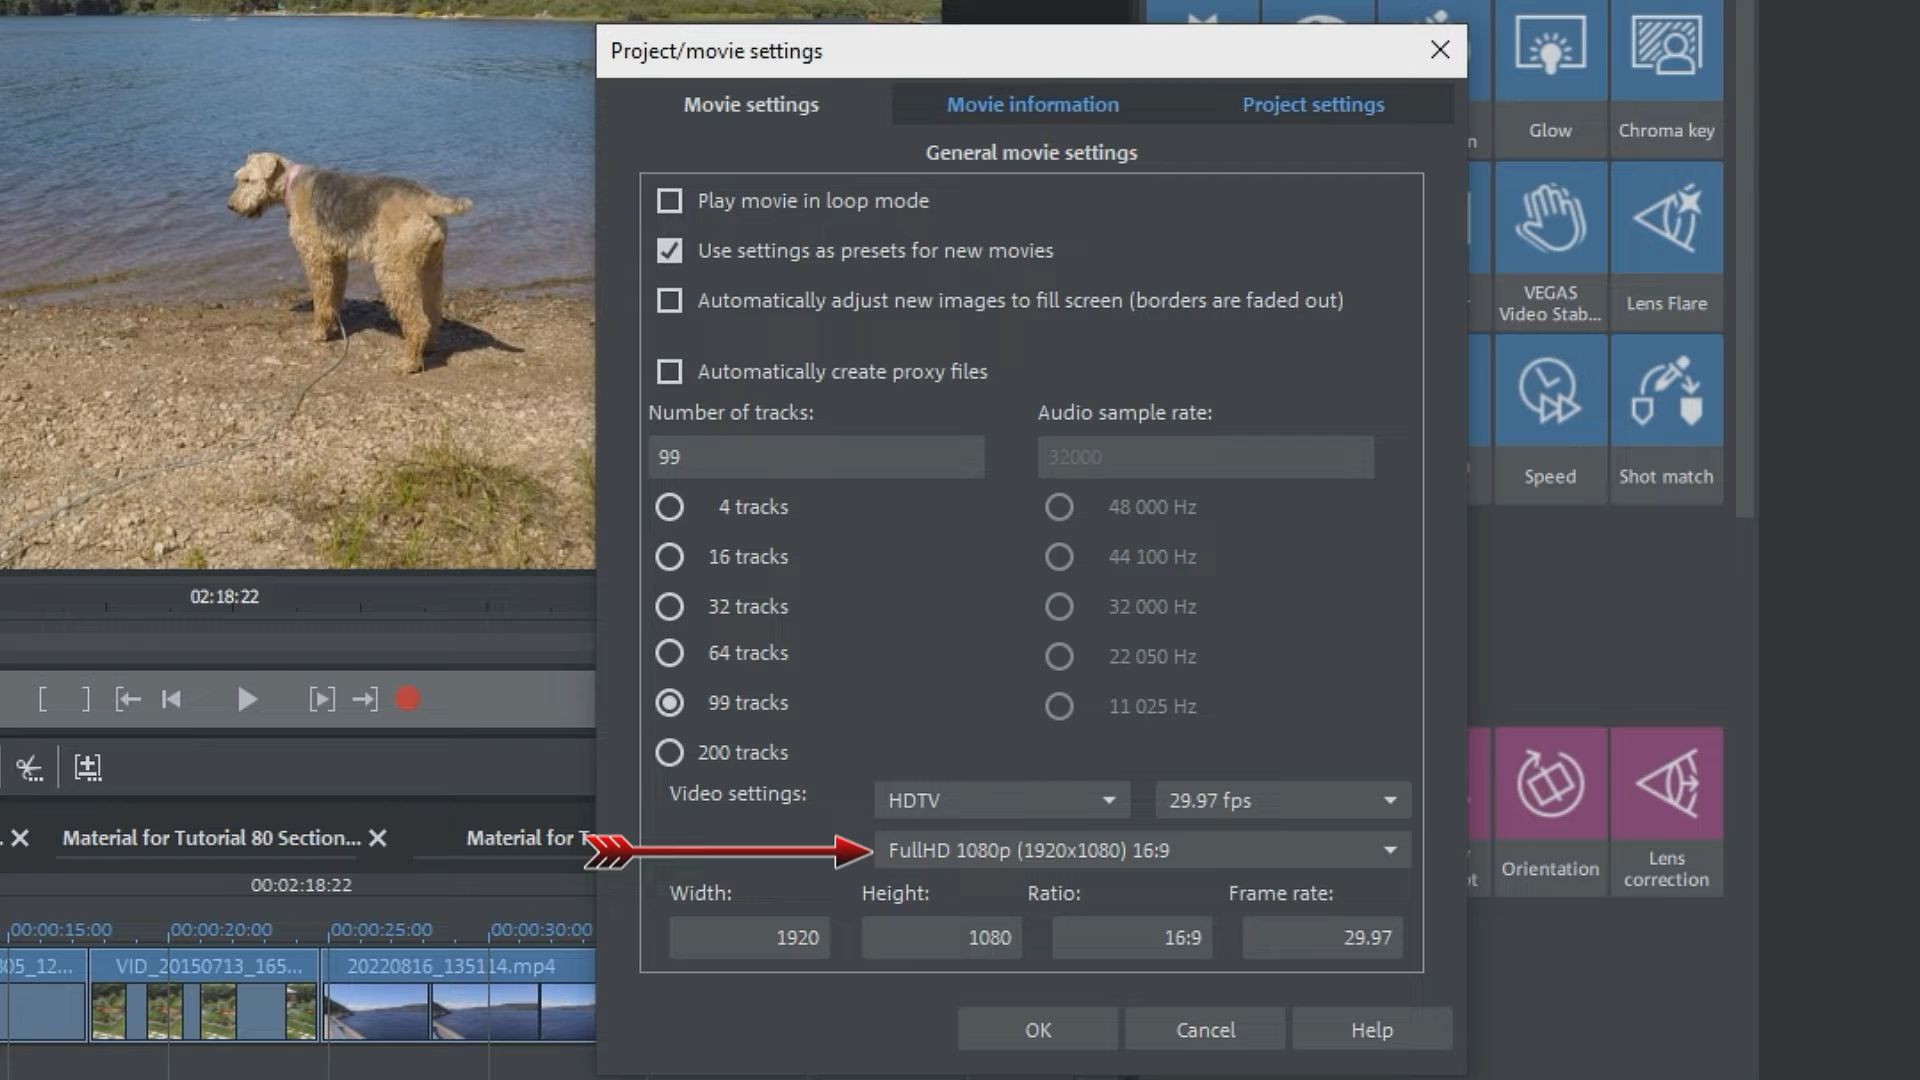 Project/movie settings
Movie settings
Movie information
Project settings
General movie settings
Play movie in loop mode
Use settings as presets for new movies
Automatically adjust new images to fill screen (borders are faded out)
Automatically create proxy files
Number of tracks:
Audio sample rate:
99
32000
4 tracks
48 000 Hz
16 tracks
44 100 Hz
32 tracks
32 000 Hz
64 tracks
22 050 Hz
99 tracks
11 025 Hz
200 tracks
Video settings:
HDTV
29.97 fps
FullHD 1080p (1920x1080) 16:9
Width:
Height:
Ratio:
Frame rate:
1920
1080
16:9
29.97
OK
Cancel
Help
Glow
Chroma key
VEGAS
Video Stab...
Lens Flare
Speed
Shot match
Orientation
Lens
correction
02:18:22
Material for Tutorial 80 Section...
Material for
00:02:18:22
00:00:15:00
00:00:20:00
00:00:25:00
00:00:30:00
05_12...
VID_20150713_165...
20220816_135114.mp4